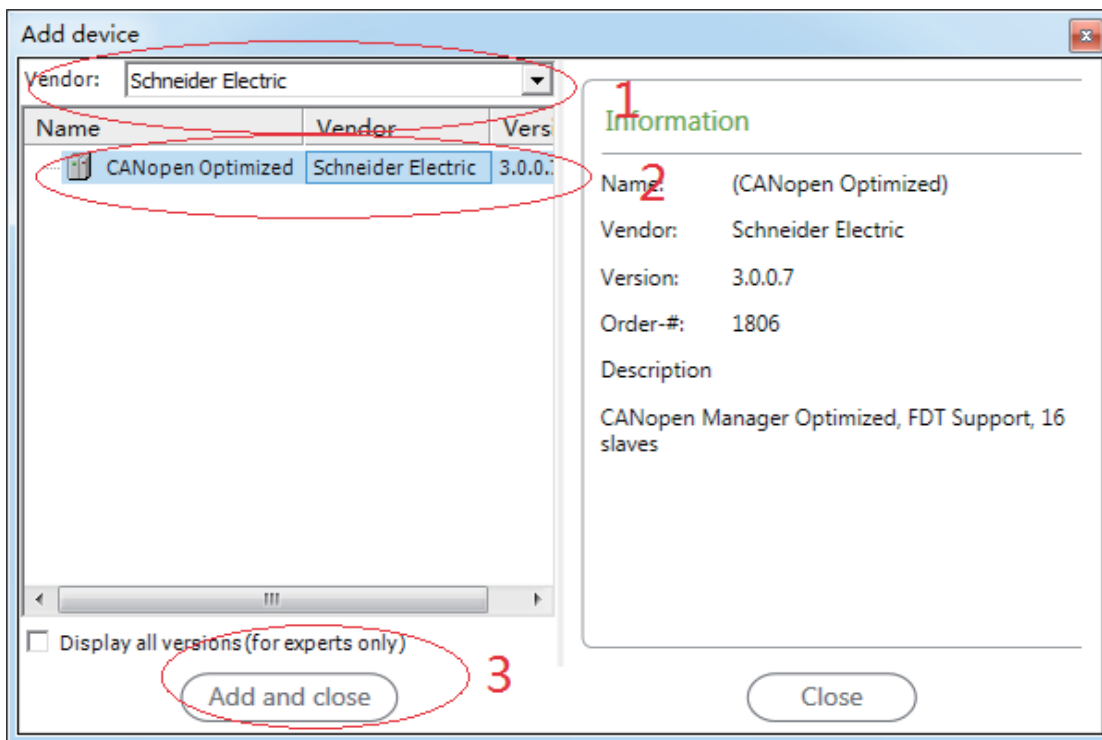 Add device
Vendor: Schneider Electric
1
Name Vendor Versi
CANopen Optimized Schneider Electric 3.0.0.
2
Information
Name: (CANopen Optimized)
Vendor: Schneider Electric
Version: 3.0.0.7
Order-#: 1806
Description
CANopen Manager Optimized, FDT Support, 16
slaves
Display all versions (for experts only)
3
Add and close
Close